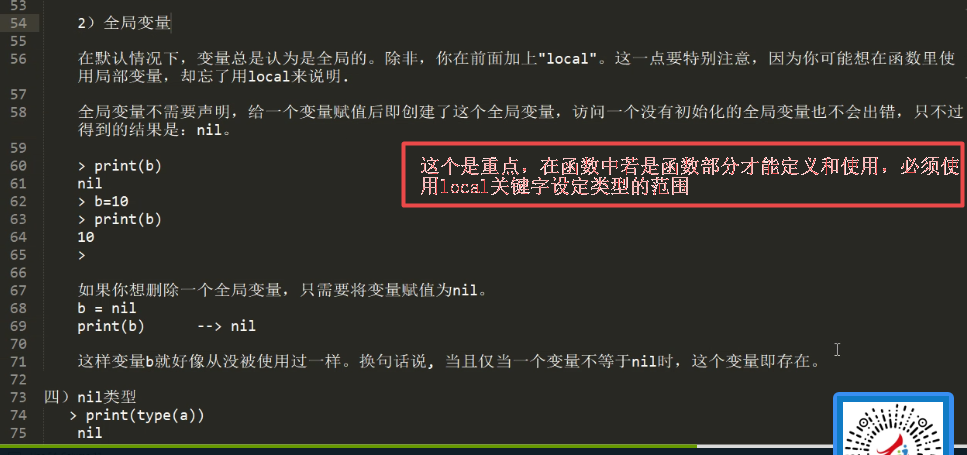 53
54 2）全局变量
55
56 在默认情况下，变量总是认为是全局的。除非，你在前面加上"local"。这一点要特别注意，因为你可能想在函数里使
用局部变量，却忘了用local来说明.
57
58 全局变量不需要声明，给一个变量赋值后即创建了这个全局变量，访问一个没有初始化的全局变量也不会出错，只不过
得到的结果是：nil。
59
60 > print(b)
61 nil
62 > b=10
63 > print(b)
64 10
65 >
66
67 如果你想删除一个全局变量，只需要将变量赋值为nil。
68 b = nil
69 print(b) --> nil
70
71 这样变量b就好像从没被使用过一样。换句话说, 当且仅当一个变量不等于nil时，这个变量即存在。
72
73 四）nil类型
74 > print(type(a))
75 nil
这个是重点，在函数中若是函数部分才能定义和使用，必须使
用local关键字设定类型的范围